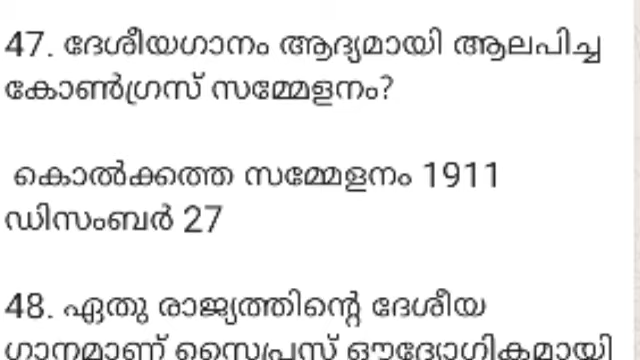 47. ദേശീയഗാനം ആദ്യമായി ആലപിച്ച
കോൺഗ്രസ് സമ്മേളനം?
കൊൽക്കത്ത സമ്മേളനം 1911
ഡിസംബർ 27
48. ഏതു രാജ്യത്തിന്റെ ദേശീയ
ഗാനമാണ് സൈപ്രസ് ഔദ്യോഗികമായി